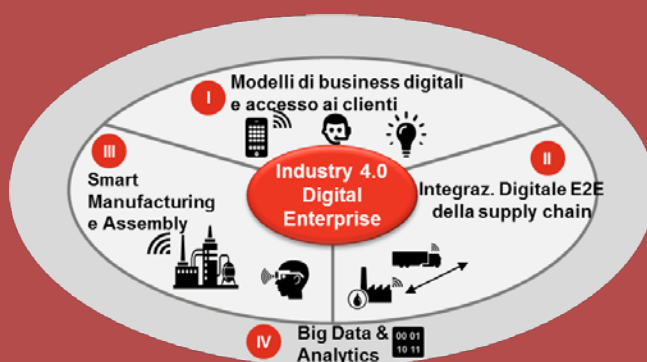 I
Modelli di business digitali
e accesso ai clienti
III
Smart
Manufacturing
e Assembly
Industry 4.0
Digital
Enterprise
II
Integraz. Digitale E2E
della supply chain
IV
Big Data &
Analytics
00 01
10 11